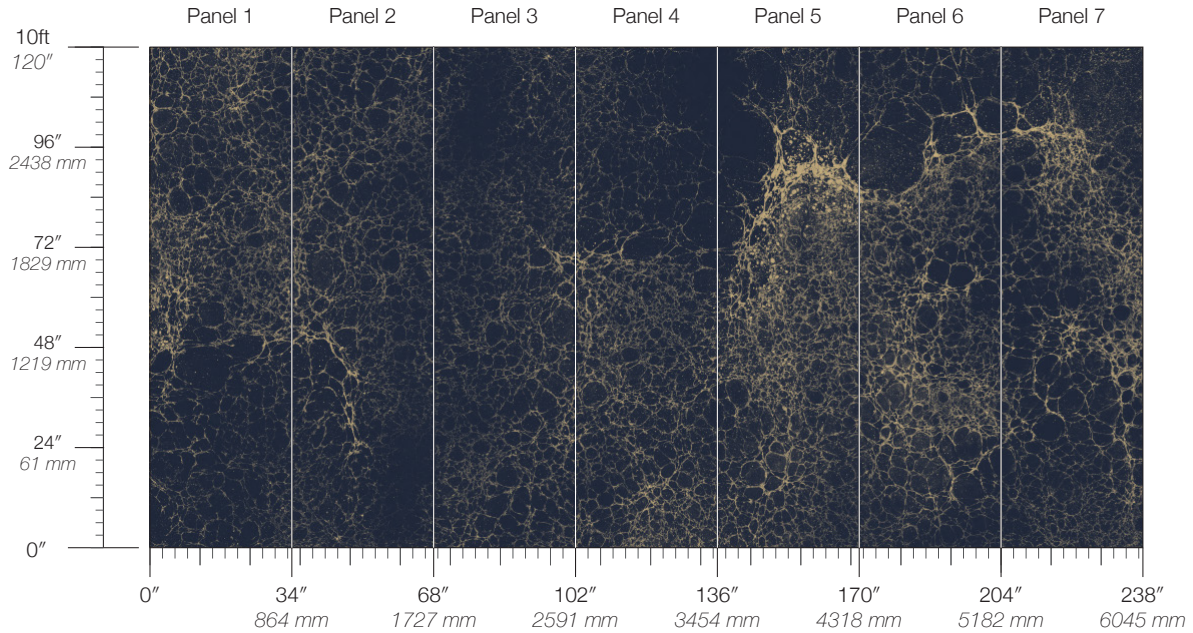 Panel 1 Panel 2 Panel 3 Panel 4 Panel 5 Panel 6 Panel 7
10ft
120″
96″
2438 mm
72″
1829 mm
48″
1219 mm
24″
61 mm
0″
0″ 34″ 68″ 102″ 136″ 170″ 204″ 238″
864 mm 1727 mm 2591 mm 3454 mm 4318 mm 5182 mm 6045 mm